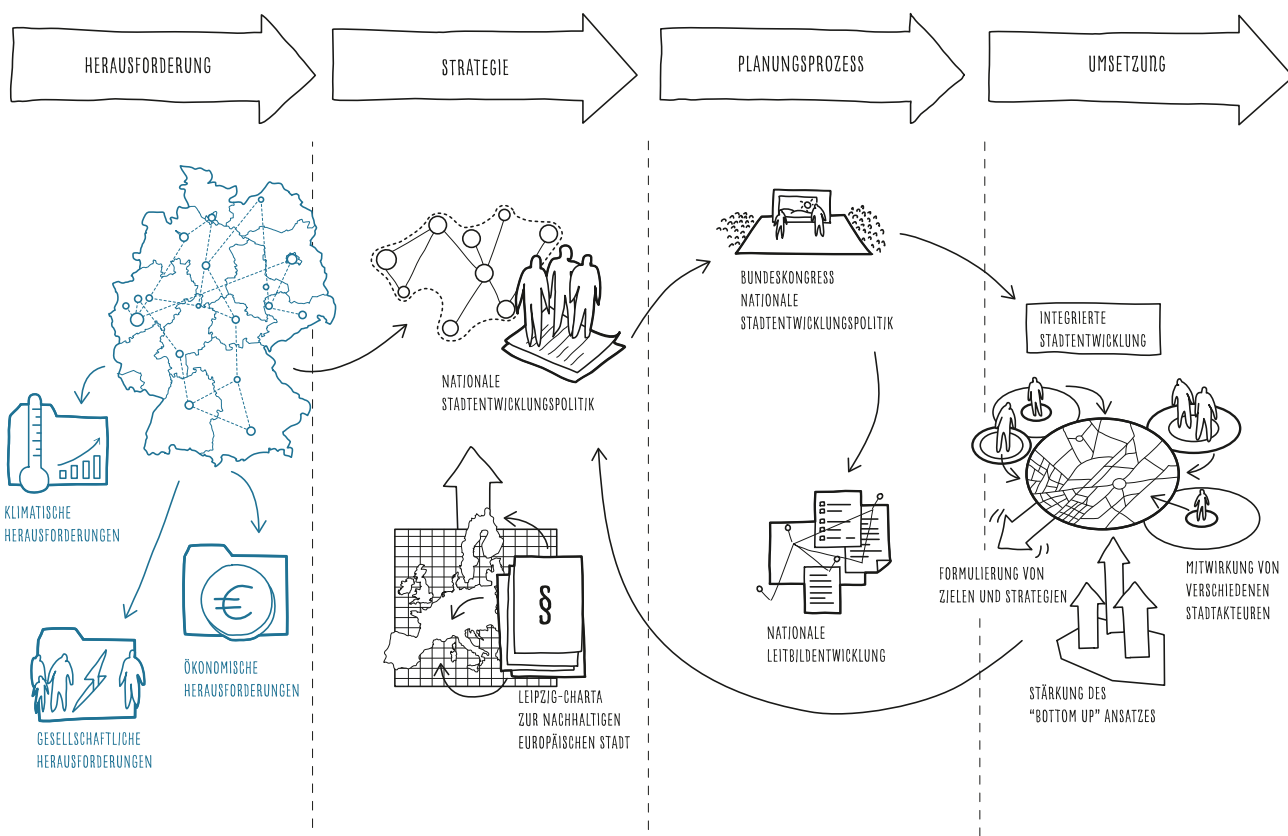 HERAUSFORDERUNG
STRATEGIE
PLANUNGSPROZESS
UMSETZUNG
KLIMATISCHE
HERAUSFORDERUNGEN
€
ÖKONOMISCHE
HERAUSFORDERUNGEN
GESELLSCHAFTLICHE
HERAUSFORDERUNGEN
NATIONALE
STADTENTWICKLUNGSPOLITIK
§
LEIPZIG-CHARTA
ZUR NACHHALTIGEN
EUROPÄISCHEN STADT
BUNDESKONGRESS
NATIONALE
STADTENTWICKLUNGSPOLITIK
NATIONALE
LEITBILDENTWICKLUNG
INTEGRIERTE
STADTENTWICKLUNG
FORMULIERUNG VON
ZIELEN UND STRATEGIEN
MITWIRKUNG VON
VERSCHIEDENEN
STADTAKTEUREN
STÄRKUNG DES
"BOTTOM UP" ANSATZES